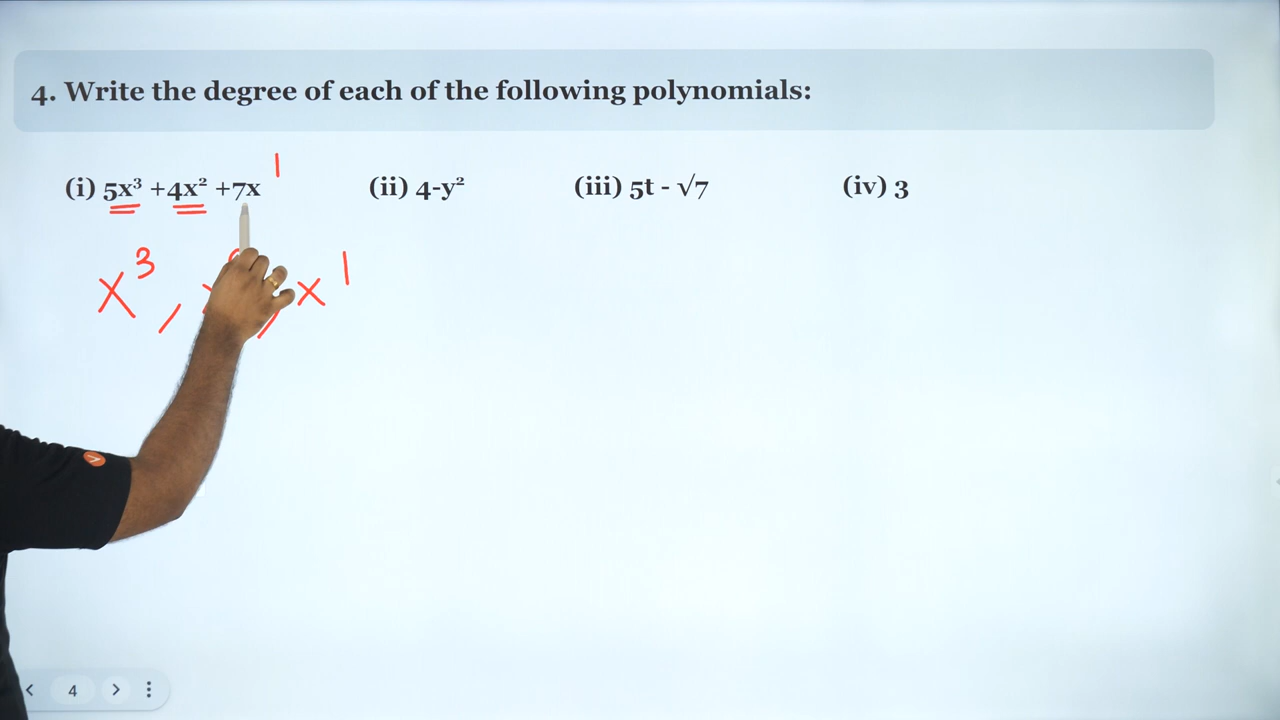 4. Write the degree of each of the following polynomials:
(i) 5x³ +4x² +7x 1 (ii) 4-y² (iii) 5t - √7 (iv) 3
x³ , , x¹
4